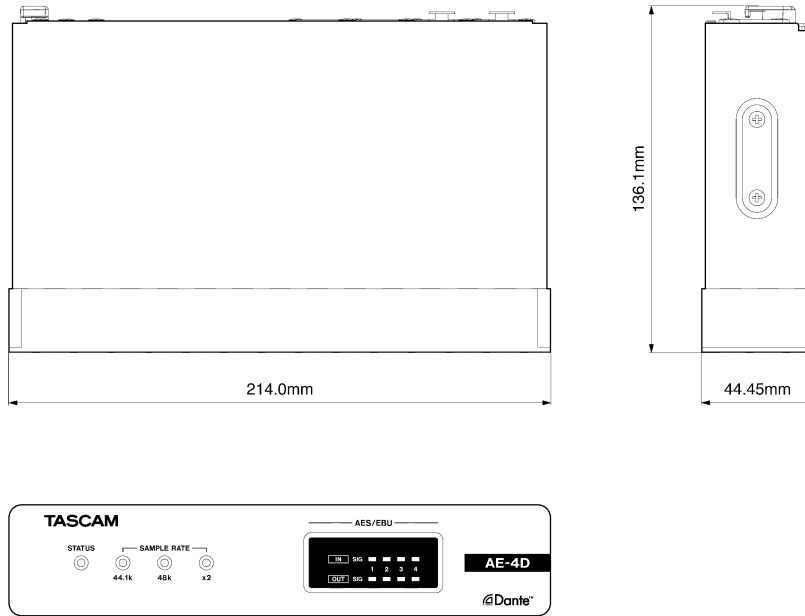 136.1mm
214.0mm
44.45mm
TASCAM
AES/EBU
STATUS
SAMPLE RATE
44.1k
48k
x2
IN SIG
1 2 3 4
OUT SIG
AE-4D
Dante™